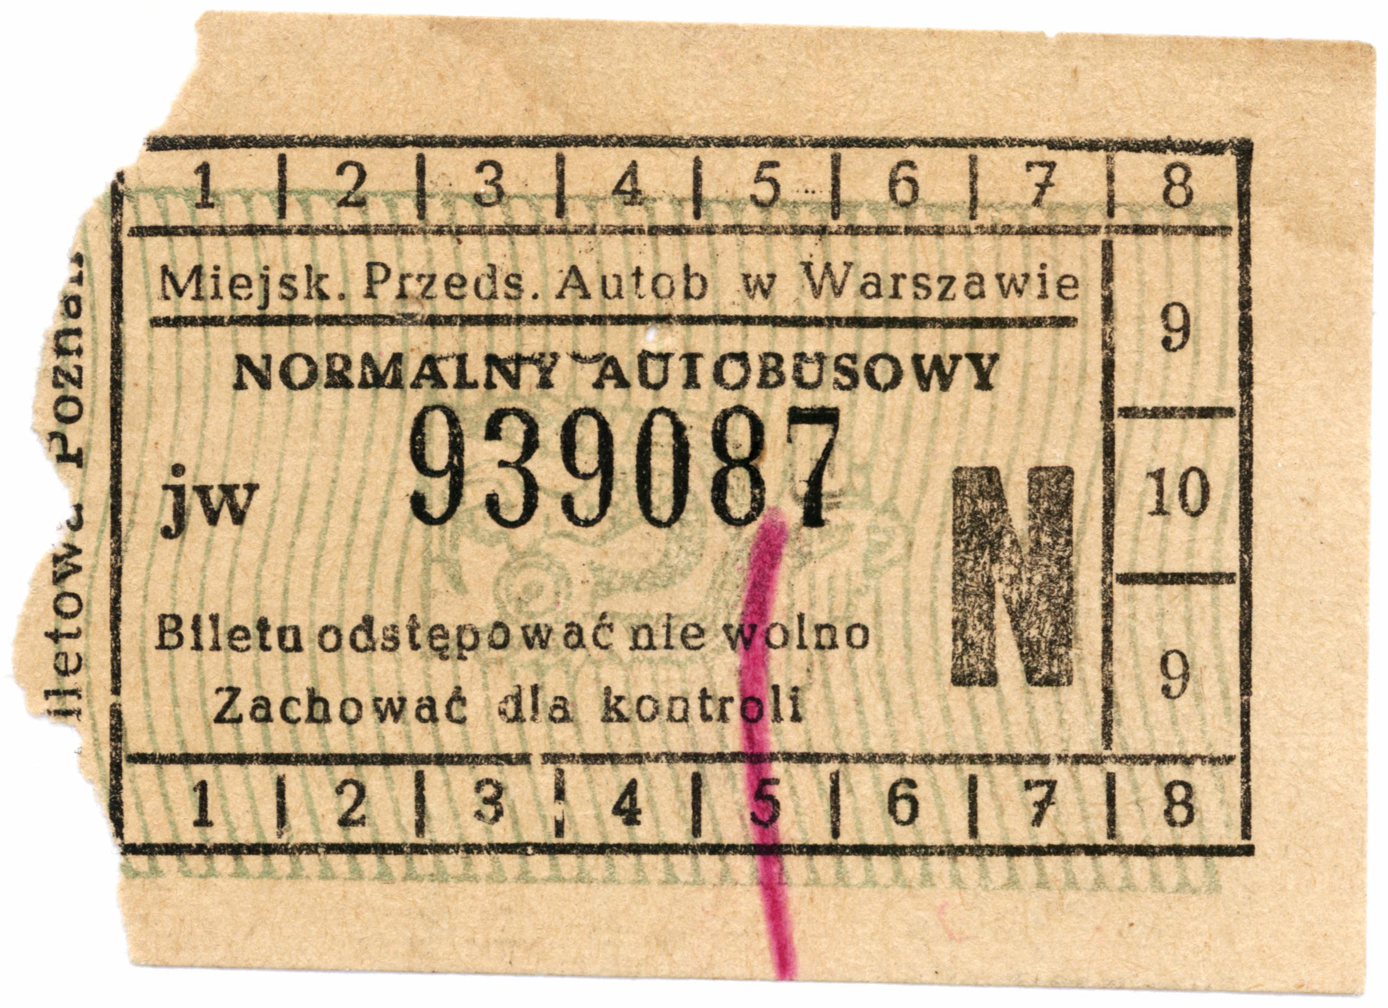 1 2 3 4 5 6 7 8
Miejsk. Przeds. Autob w Warszawie
9
NORMALNY AUTOBUSOWY
939087
jw
N
10
Biletu odstępować nie wolno
9
Zachować dla kontroli
1 2 3 4 5 6 7 8
iletowa Poznań